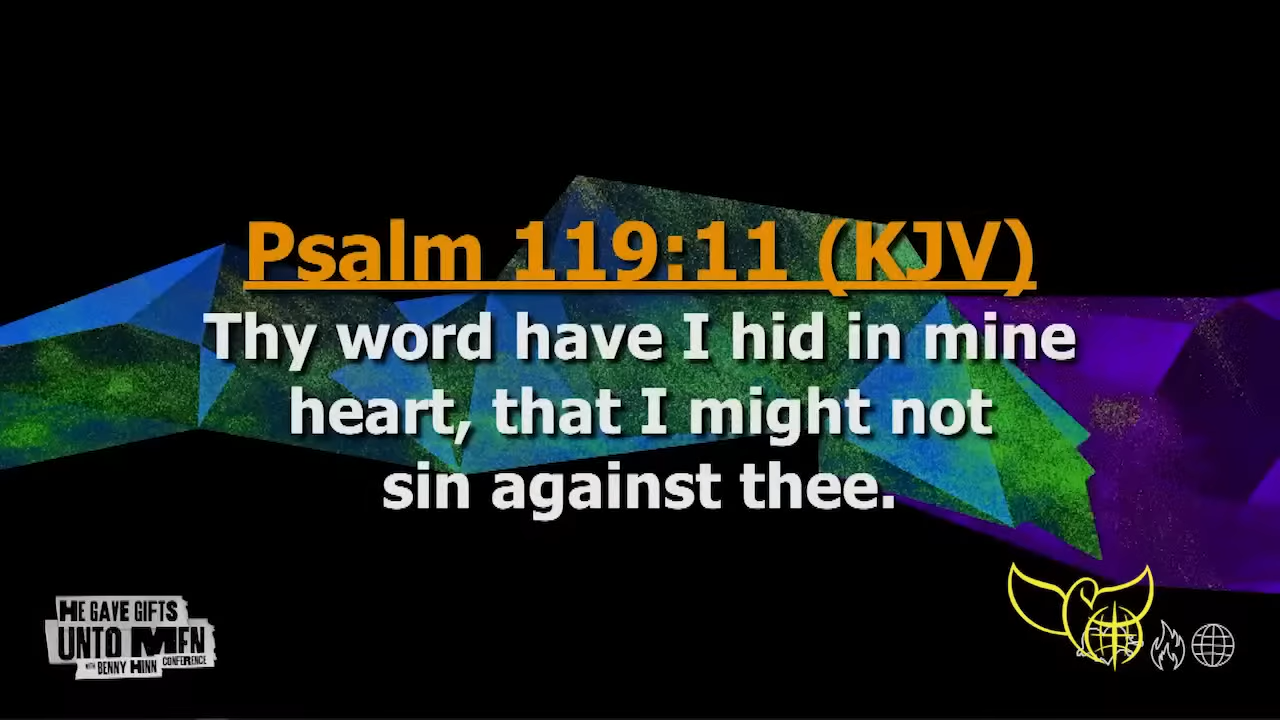 Psalm 119:11 (KJV)
Thy word have I hid in mine
heart, that I might not
sin against thee.
HE GAVE GIFTS
UNTO MEN
WITH BENNY HINN CONFERENCE